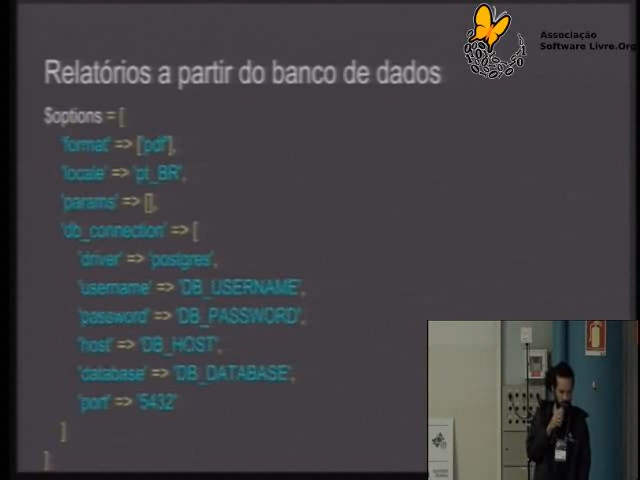 Associação
Software Livre.Org
Relatórios a partir do banco de dados
$options = [
'format' => ['pdf'],
'locale' => 'pt_BR',
'params' => [],
'db_connection' => [
'driver' => 'postgres',
'username' => 'DB_USERNAME',
'password' => 'DB_PASSWORD',
'host' => 'DB_HOST',
'database' => 'DB_DATABASE',
'port' => '5432'
]
];